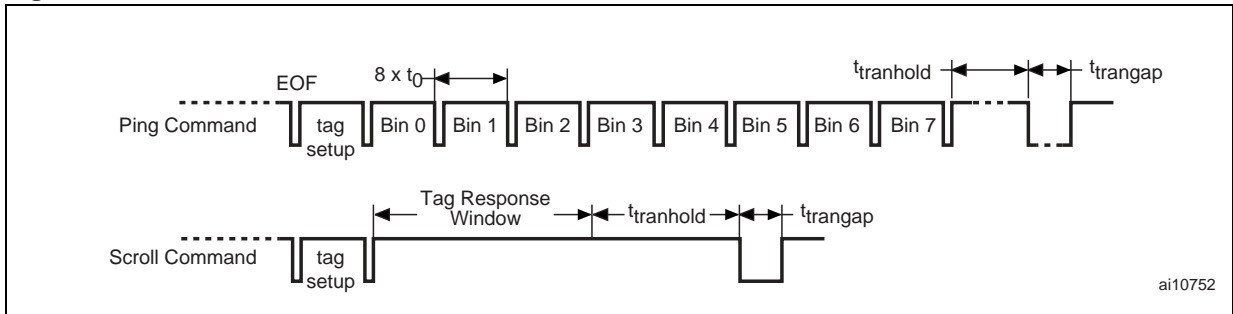 EOF
8 x t0
ttranhold
ttrangap
Ping Command
tag
setup
Bin 0
Bin 1
Bin 2
Bin 3
Bin 4
Bin 5
Bin 6
Bin 7
Tag Response
Window
ttranhold
ttrangap
Scroll Command
tag
setup
ai10752